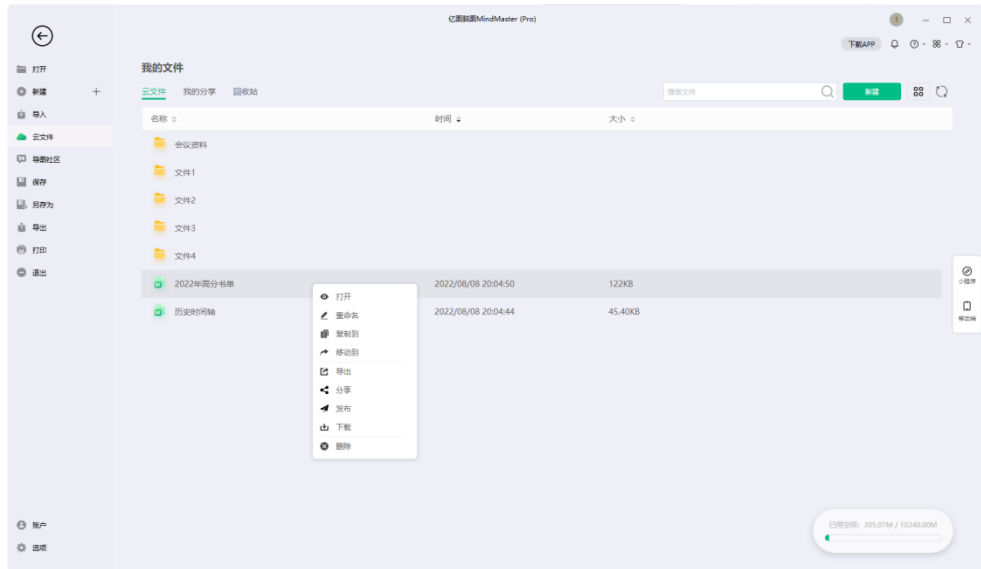 亿图脑图MindMaster (Pro)
下载APP
打开
新建
导入
云文件
导图社区
保存
另存为
导出
打印
退出
账户
选项
我的文件
云文件 我的分享 回收站
搜索文件
新建
名称 时间 大小
会议资料
文件1
文件2
文件3
文件4
2022年高分书单 2022/08/08 20:04:50 122KB
历史时间轴 2022/08/08 20:04:44 45.40KB
打开
重命名
复制到
移动到
导出
分享
发布
下载
删除
小程序
移动端
已用空间：305.07M / 10240.00M